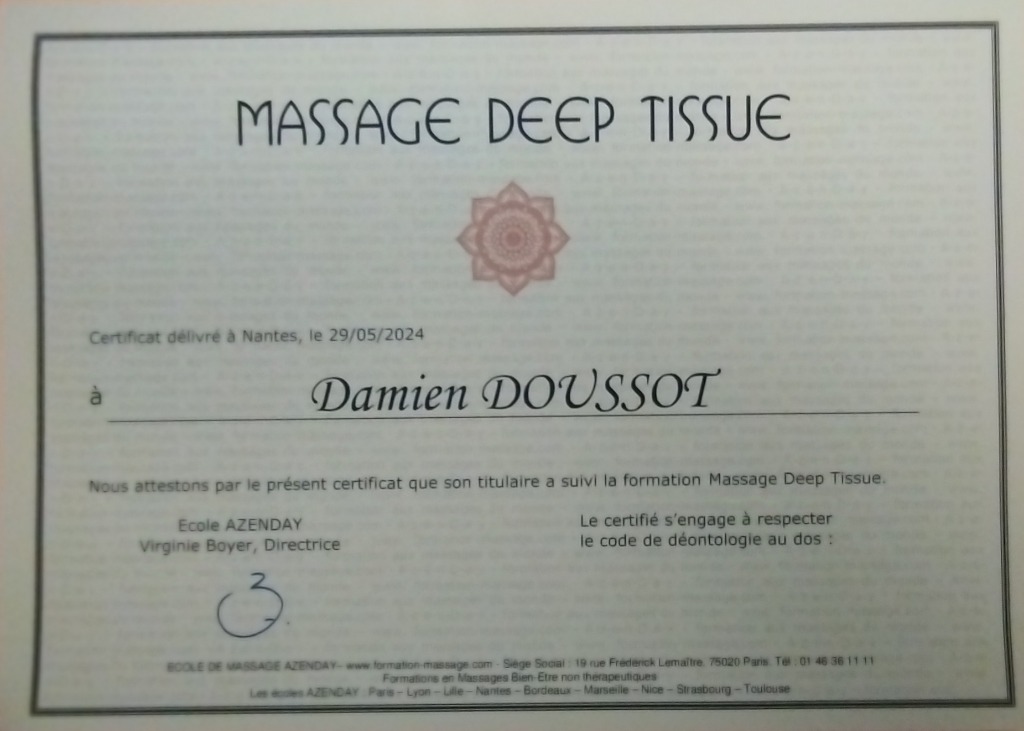 MASSAGE DEEP TISSUE
Certificat délivré à Nantes, le 29/05/2024
à Damien DOUSSOT
Nous attestons par le présent certificat que son titulaire a suivi la formation Massage Deep Tissue.
Ecole AZENDAY
Virginie Boyer, Directrice
Le certifié s'engage à respecter
le code de déontologie au dos :
ECOLE DE MASSAGE AZENDAY– www.formation-massage.com - Siège Social : 19 rue Frédérick Lemaître, 75020 Paris. Tél : 01 46 36 11 11
Formations en Massages Bien-Etre non thérapeutiques
Les écoles AZENDAY : Paris – Lyon – Lille – Nantes – Bordeaux – Marseille – Nice – Strasbourg – Toulouse